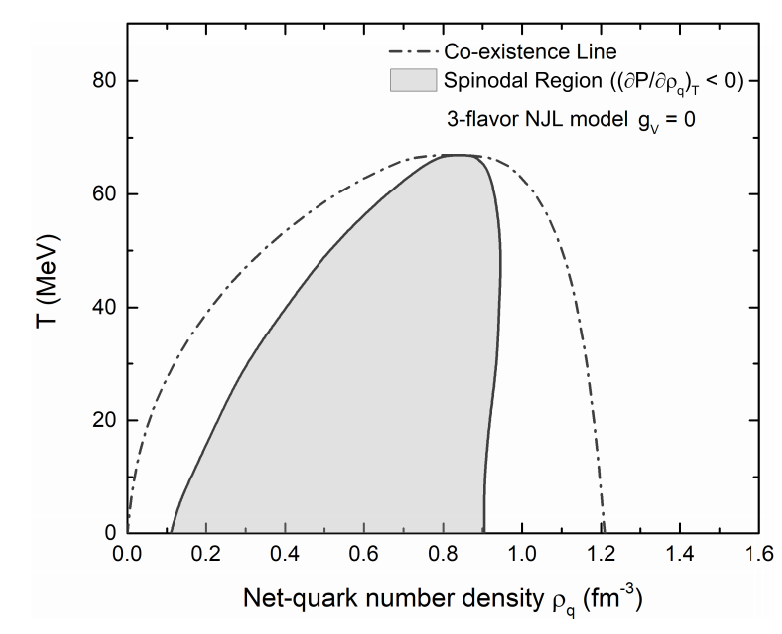 Co-existence Line
Spinodal Region ((∂P/∂ρq)T < 0)
3-flavor NJL model gV = 0
80
60
40
20
0
T (MeV)
0.0 0.2 0.4 0.6 0.8 1.0 1.2 1.4 1.6
Net-quark number density ρq (fm-3)